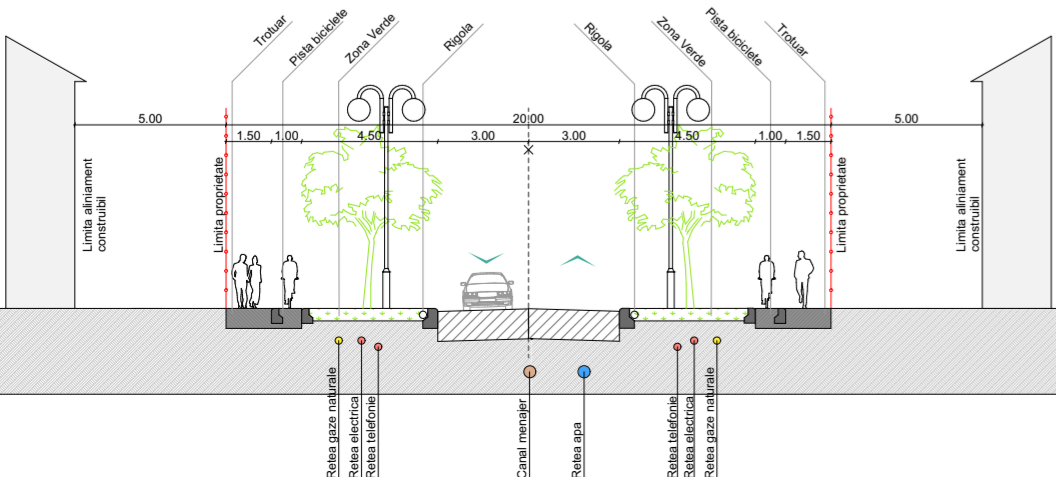 Trotuar
Pista biciclete
Zona Verde
Rigola
Rigola
Zona Verde
Pista biciclete
Trotuar
5.00
20.00
5.00
1.50
1.00
4.50
3.00
3.00
4.50
1.00
1.50
Limita aliniament
construibil
Limita proprietate
Limita proprietate
Limita aliniament
construibil
Retea gaze naturale
Retea electrica
Retea telefonie
Canal menajer
Retea apa
Retea telefonie
Retea electrica
Retea gaze naturale